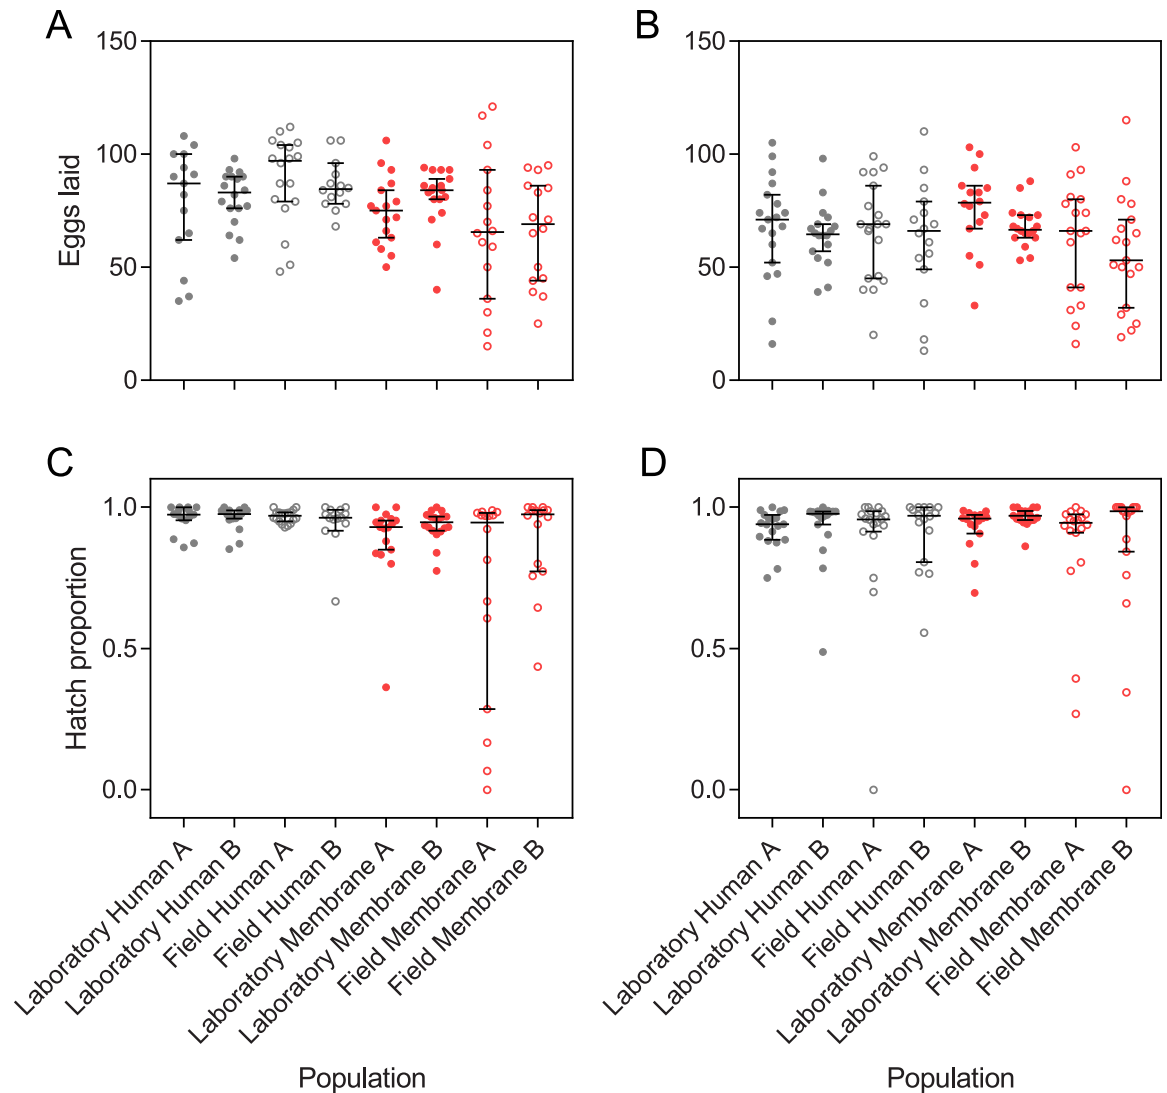 A
B
150
100
50
0
Eggs laid
150
100
50
0
C
D
1.0
0.5
0.0
Hatch proportion
1.0
0.5
0.0
Laboratory Human A
Laboratory Human B
Field Human A
Field Human B
Laboratory Membrane A
Laboratory Membrane B
Field Membrane A
Field Membrane B
Laboratory Human A
Laboratory Human B
Field Human A
Field Human B
Laboratory Membrane A
Laboratory Membrane B
Field Membrane A
Field Membrane B
Population
Population